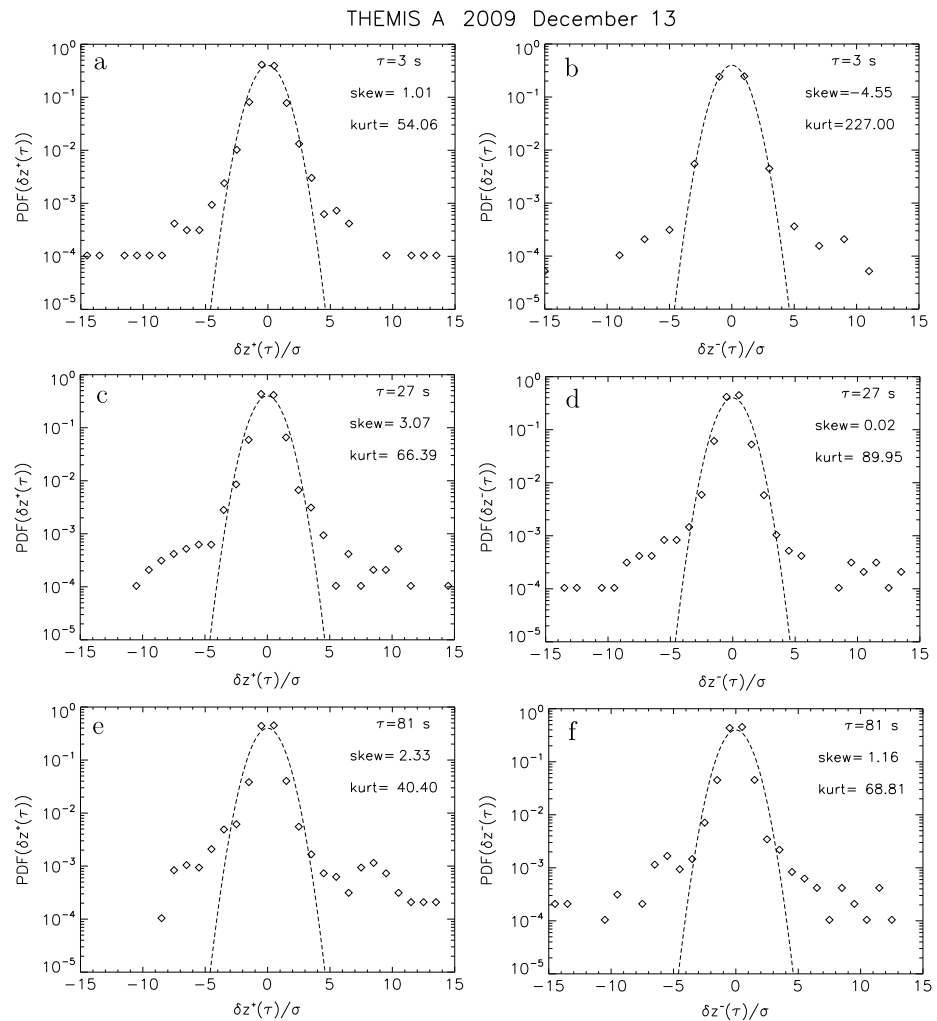 THEMIS A 2009 December 13
a
τ=3 s
skew= 1.01
kurt= 54.06
PDF(δz⁺(τ))
10⁰
10⁻¹
10⁻²
10⁻³
10⁻⁴
10⁻⁵
−15 −10 −5 0 5 10 15
δz⁺(τ)/σ
b
τ=3 s
skew=−4.55
kurt=227.00
PDF(δz⁻(τ))
10⁰
10⁻¹
10⁻²
10⁻³
10⁻⁴
10⁻⁵
−15 −10 −5 0 5 10 15
δz⁻(τ)/σ
c
τ=27 s
skew= 3.07
kurt= 66.39
PDF(δz⁺(τ))
10⁰
10⁻¹
10⁻²
10⁻³
10⁻⁴
10⁻⁵
−15 −10 −5 0 5 10 15
δz⁺(τ)/σ
d
τ=27 s
skew= 0.02
kurt= 89.95
PDF(δz⁻(τ))
10⁰
10⁻¹
10⁻²
10⁻³
10⁻⁴
10⁻⁵
−15 −10 −5 0 5 10 15
δz⁻(τ)/σ
e
τ=81 s
skew= 2.33
kurt= 40.40
PDF(δz⁺(τ))
10⁰
10⁻¹
10⁻²
10⁻³
10⁻⁴
10⁻⁵
−15 −10 −5 0 5 10 15
δz⁺(τ)/σ
f
τ=81 s
skew= 1.16
kurt= 68.81
PDF(δz⁻(τ))
10⁰
10⁻¹
10⁻²
10⁻³
10⁻⁴
10⁻⁵
−15 −10 −5 0 5 10 15
δz⁻(τ)/σ